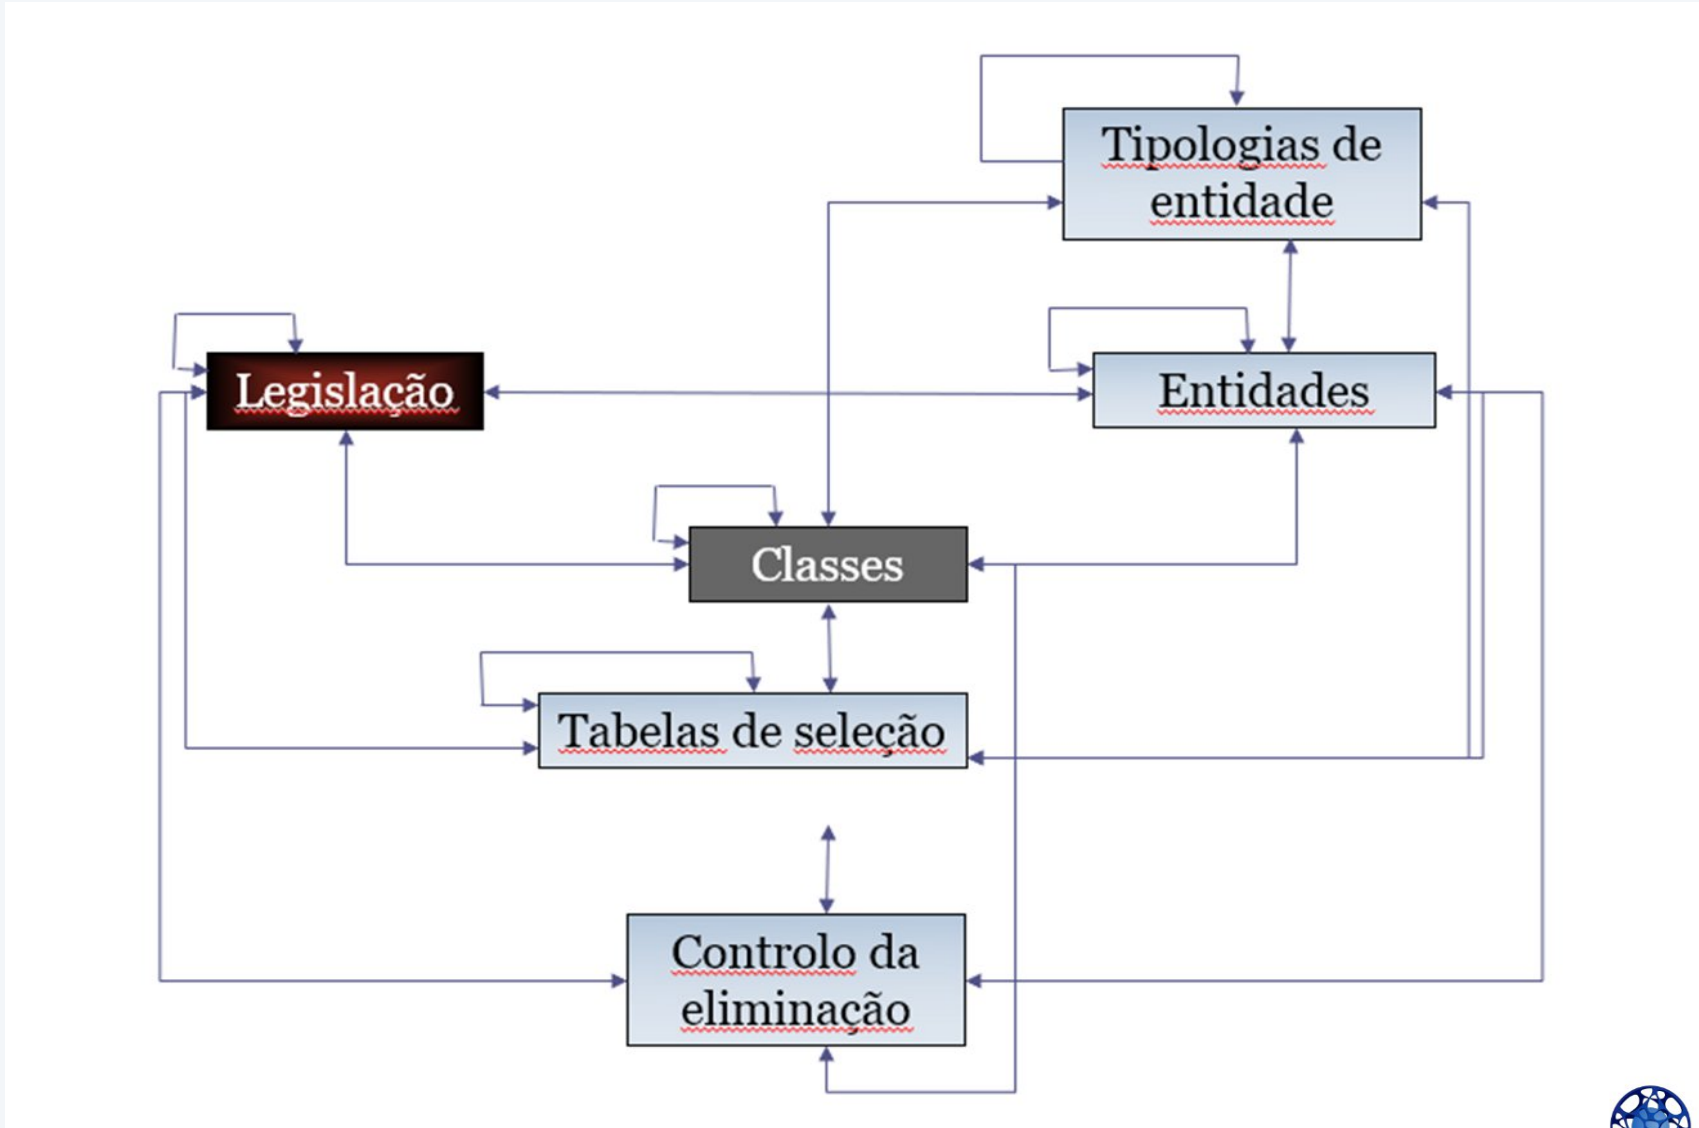 Tipologias de
entidade
Legislação
Entidades
Classes
Tabelas de seleção
Controlo da
eliminação